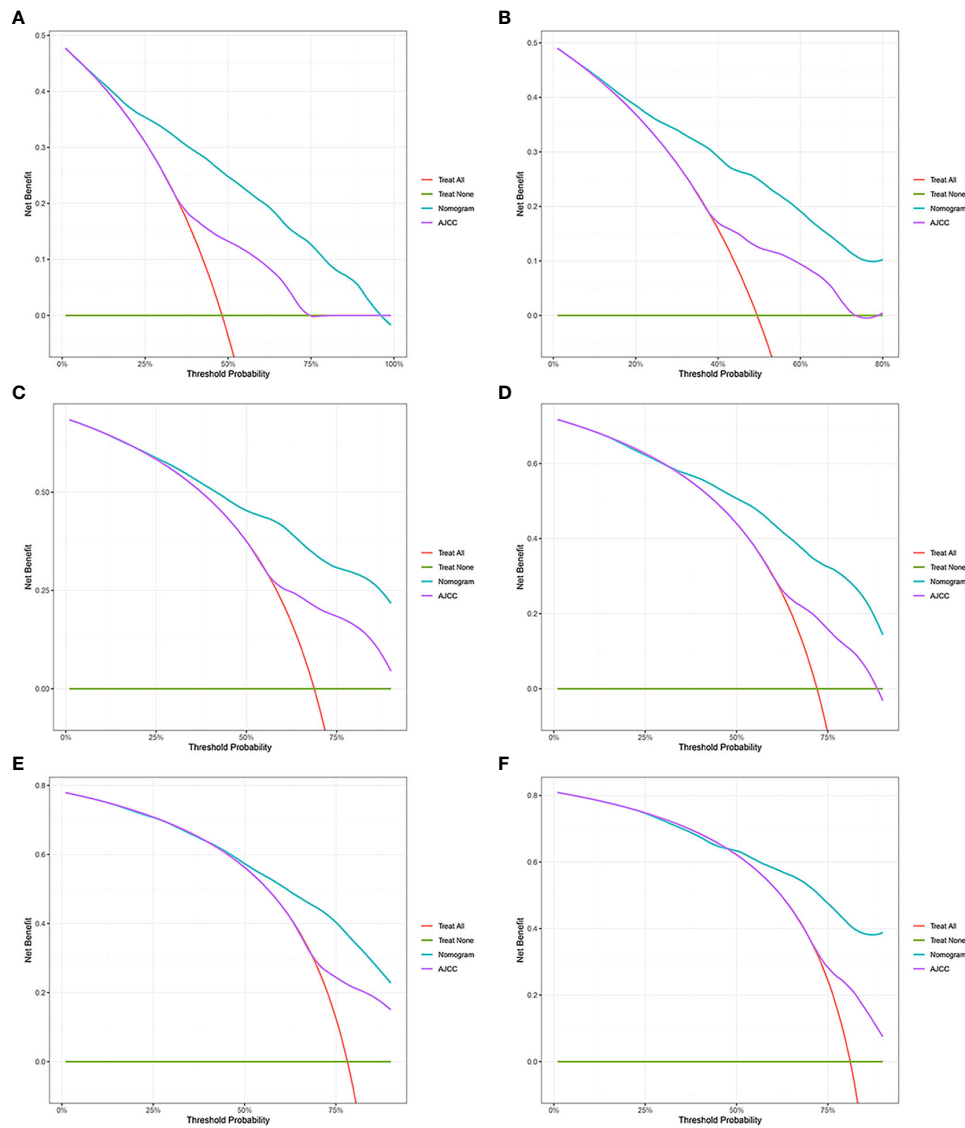 A
0.5
0.4
0.3
0.2
0.1
0.0
Net Benefit
0%
25%
50%
75%
100%
Threshold Probability
Treat All
Treat None
Nomogram
AJCC
B
0.5
0.4
0.3
0.2
0.1
0.0
Net Benefit
0%
20%
40%
60%
80%
Threshold Probability
Treat All
Treat None
Nomogram
AJCC
C
0.50
0.25
0.00
Net Benefit
0%
25%
50%
75%
Threshold Probability
Treat All
Treat None
Nomogram
AJCC
D
0.6
0.4
0.2
0.0
Net Benefit
0%
25%
50%
75%
Threshold Probability
Treat All
Treat None
Nomogram
AJCC
E
0.8
0.6
0.4
0.2
0.0
Net Benefit
0%
25%
50%
75%
Threshold Probability
Treat All
Treat None
Nomogram
AJCC
F
0.8
0.6
0.4
0.2
0.0
Net Benefit
0%
25%
50%
75%
Threshold Probability
Treat All
Treat None
Nomogram
AJCC